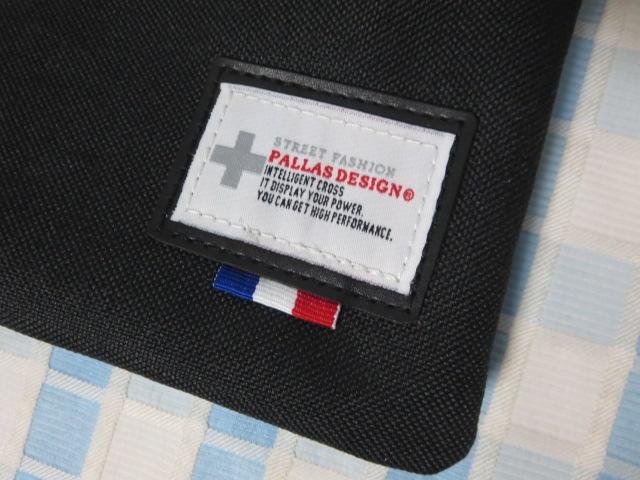 STREET FASHION
PALLAS DESIGN®
INTELLIGENT CROSS
IT DISPLAY YOUR POWER.
YOU CAN GET HIGH PERFORMANCE.